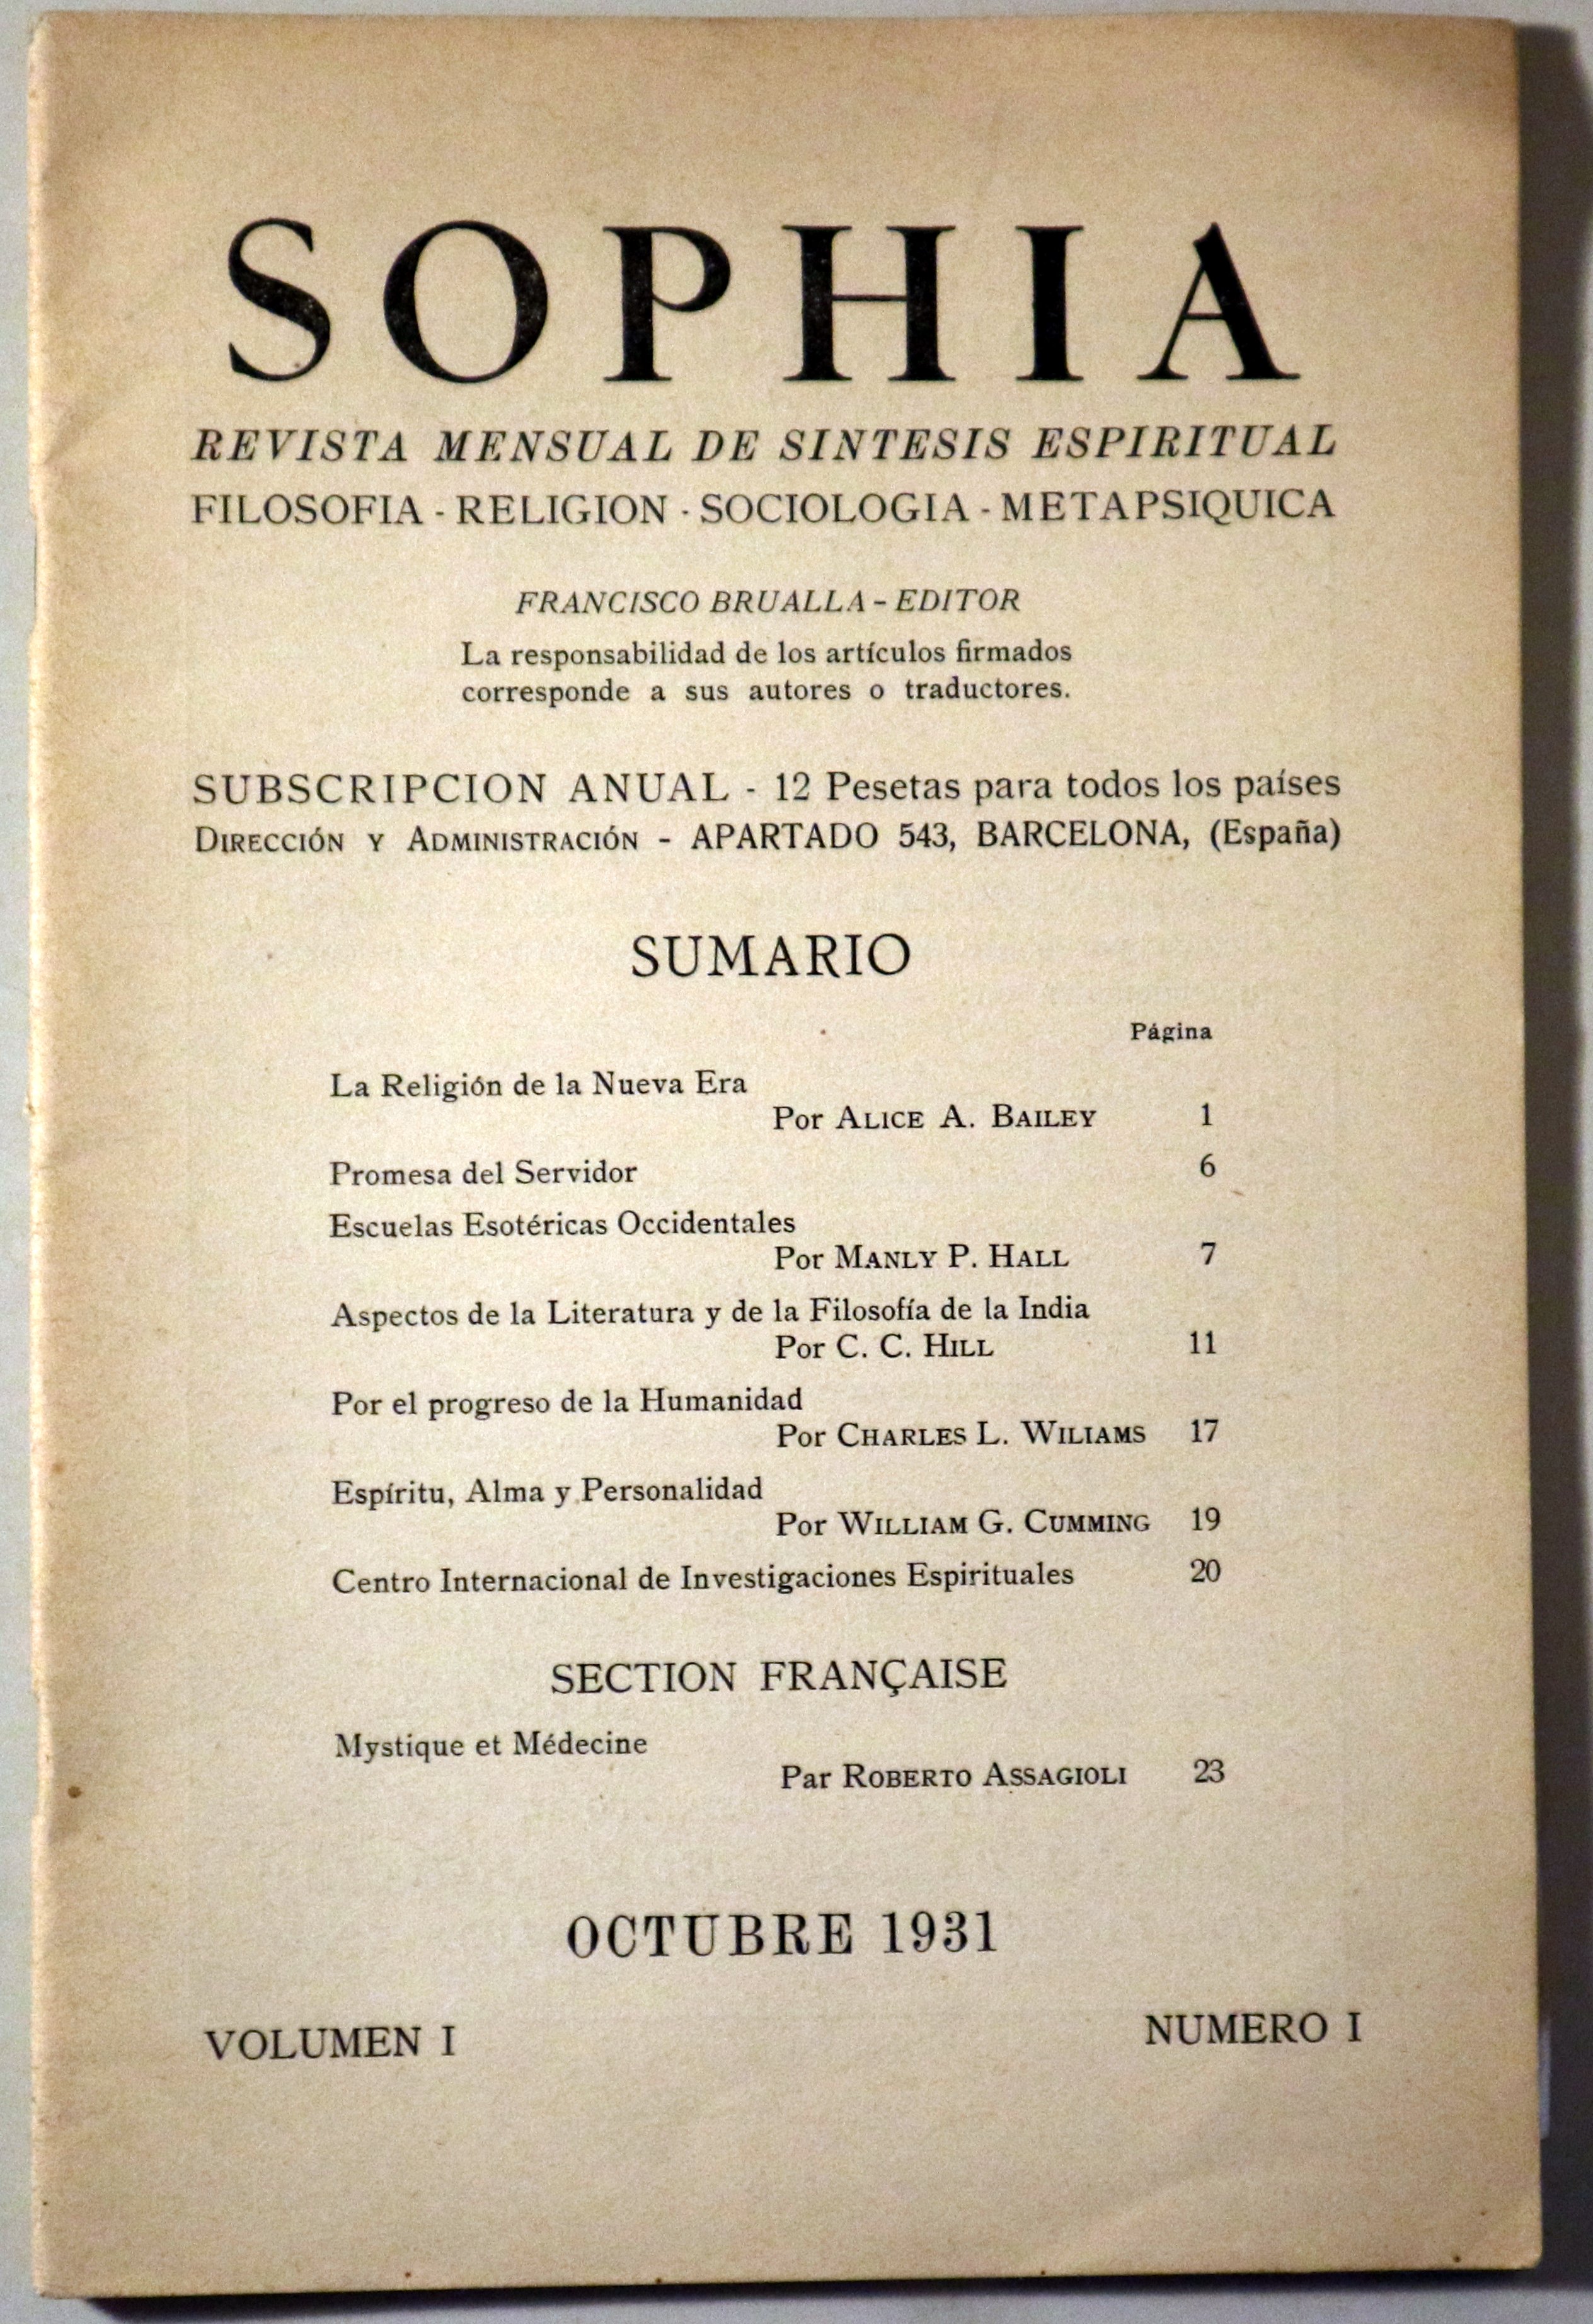 SOPHIA
REVISTA MENSUAL DE SINTESIS ESPIRITUAL
FILOSOFIA - RELIGION - SOCIOLOGIA - METAPSIQUICA
FRANCISCO BRUALLA - EDITOR
La responsabilidad de los artículos firmados
corresponde a sus autores o traductores.
SUBSCRIPCION ANUAL - 12 Pesetas para todos los países
DIRECCIÓN Y ADMINISTRACIÓN - APARTADO 543, BARCELONA, (España)
SUMARIO
Página
La Religión de la Nueva Era
Por ALICE A. BAILEY 1
Promesa del Servidor 6
Escuelas Esotéricas Occidentales
Por MANLY P. HALL 7
Aspectos de la Literatura y de la Filosofía de la India
Por C. C. HILL 11
Por el progreso de la Humanidad
Por CHARLES L. WILIAMS 17
Espíritu, Alma y Personalidad
Por WILLIAM G. CUMMING 19
Centro Internacional de Investigaciones Espirituales 20
SECTION FRANÇAISE
Mystique et Médecine
Par ROBERTO ASSAGIOLI 23
OCTUBRE 1931
VOLUMEN I NUMERO I